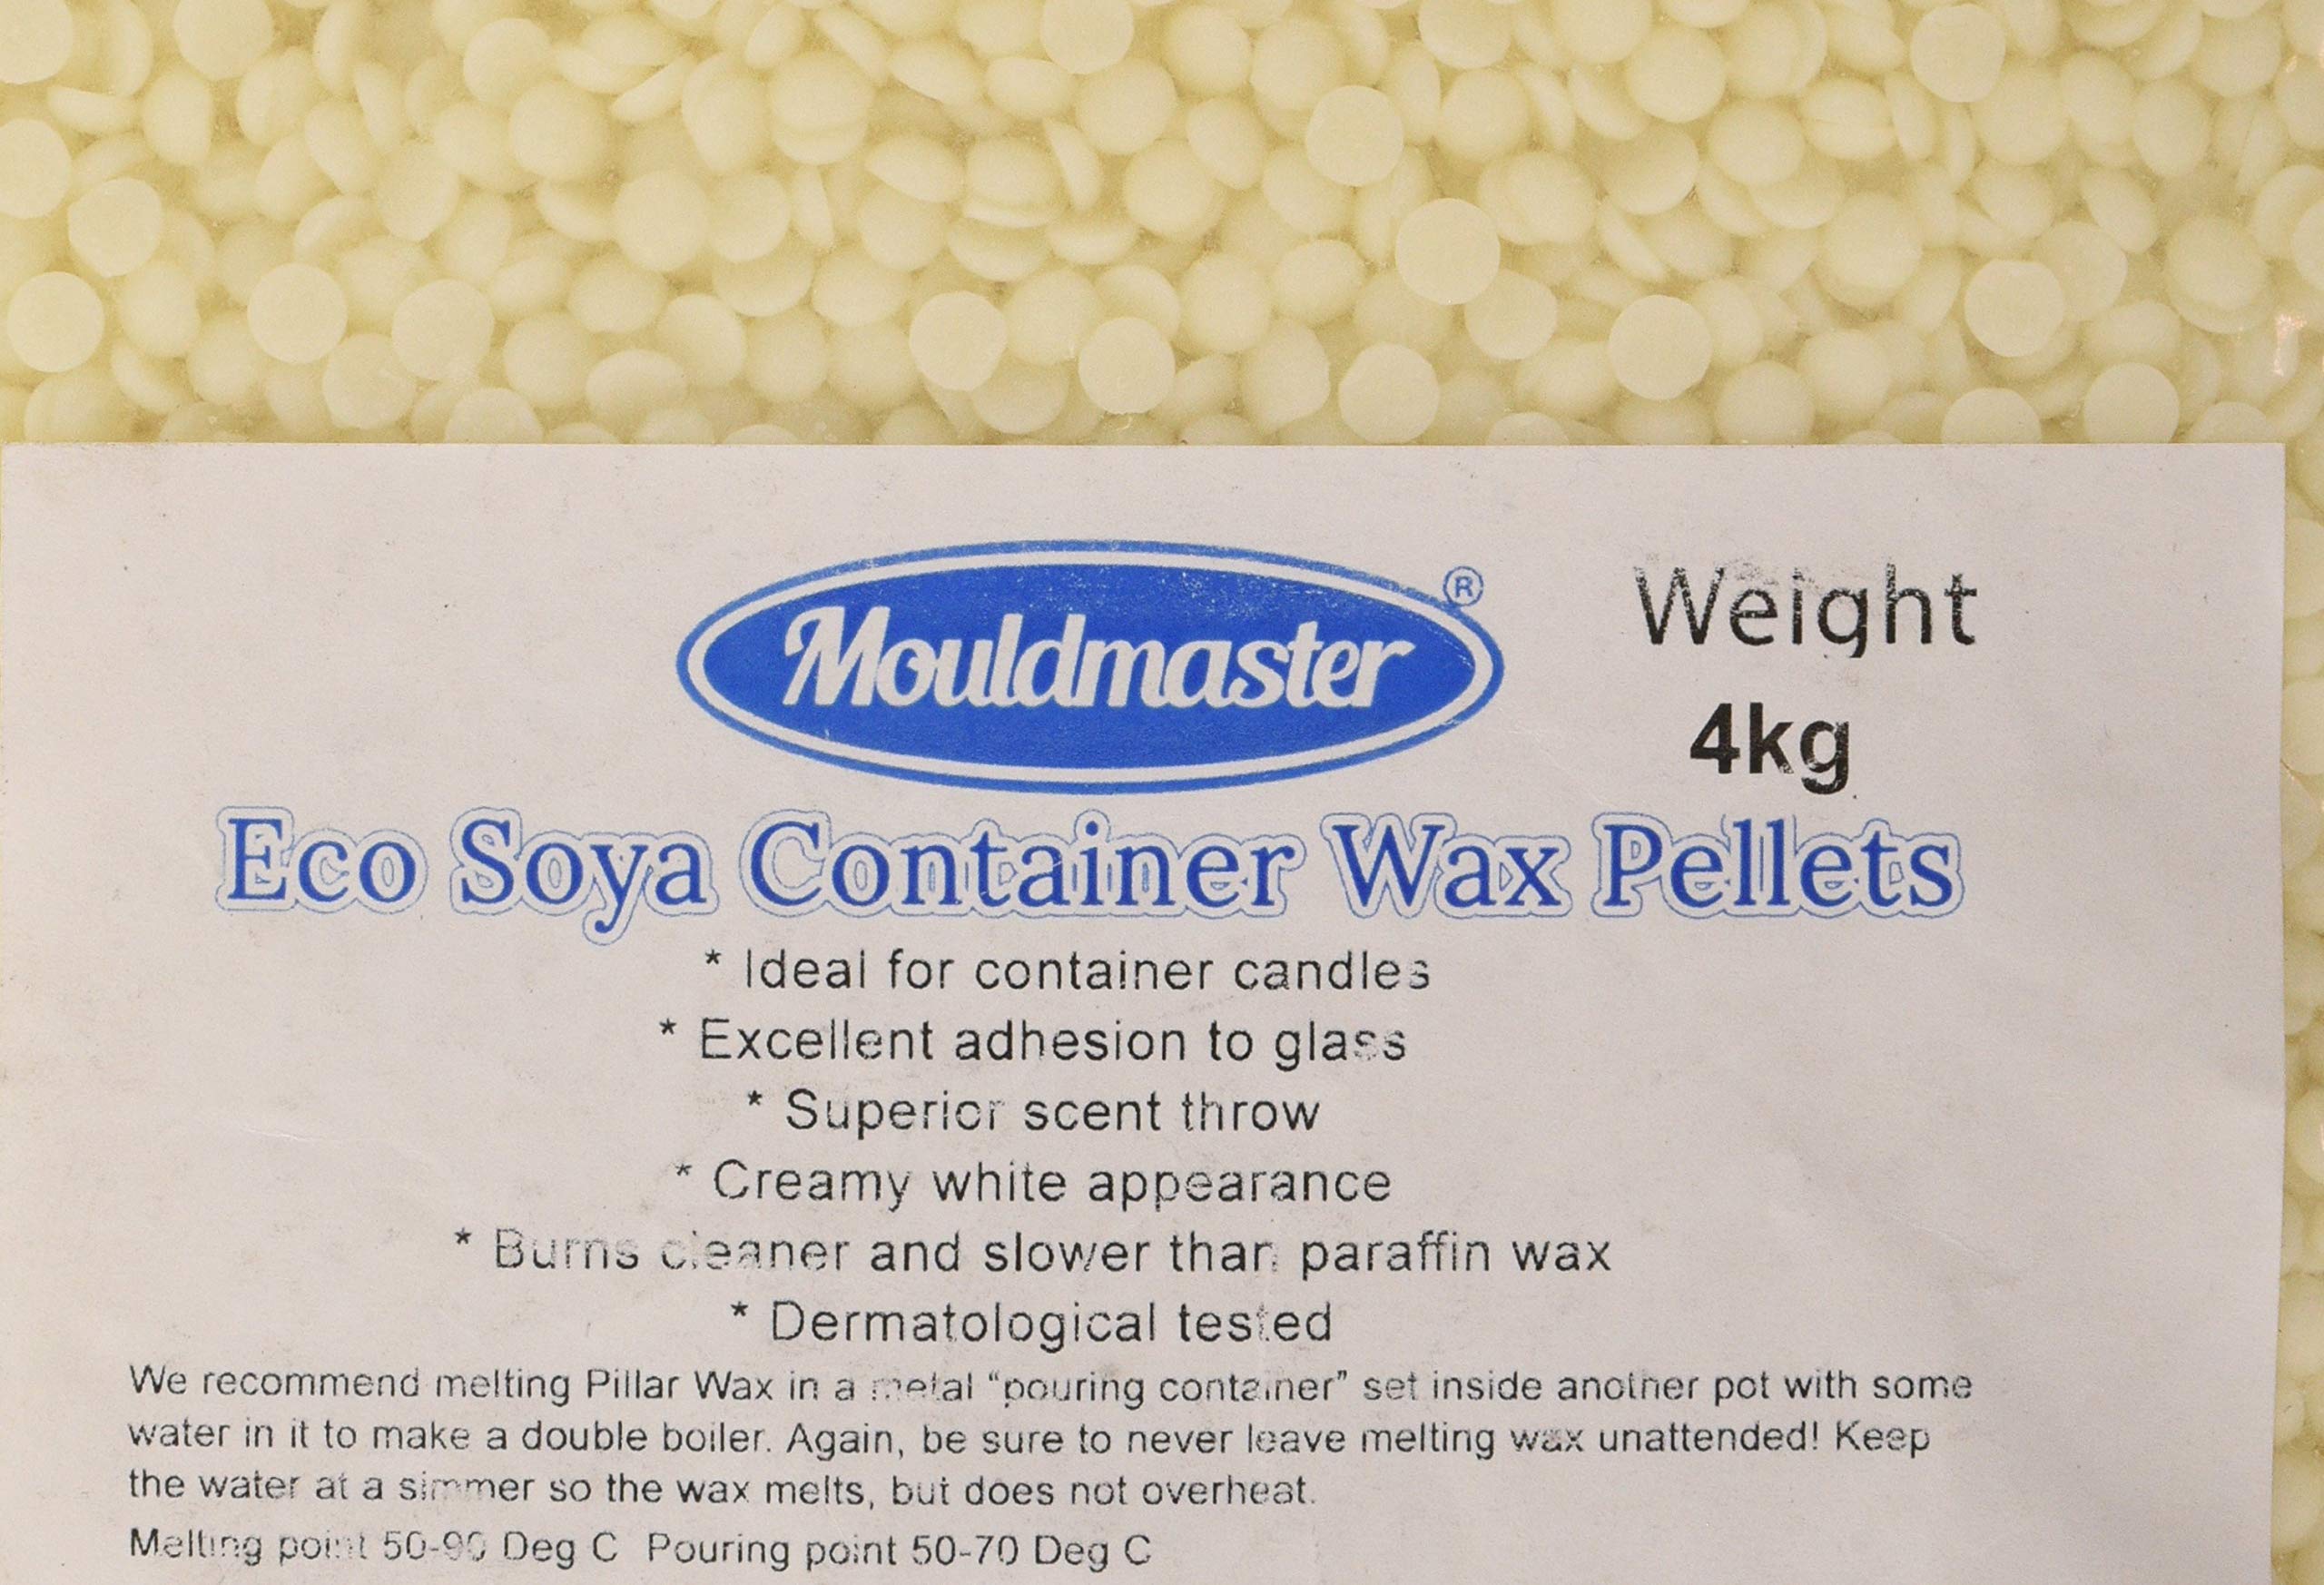 Mouldmaster ®
Weight
4kg
Eco Soya Container Wax Pellets
* Ideal for container candles
* Excellent adhesion to glass
* Superior scent throw
* Creamy white appearance
* Burns cleaner and slower than paraffin wax
* Dermatological tested
We recommend melting Pillar Wax in a metal “pouring container” set inside another pot with some
water in it to make a double boiler. Again, be sure to never leave melting wax unattended! Keep
the water at a simmer so the wax melts, but does not overheat.
Melting point 50-90 Deg C Pouring point 50-70 Deg C